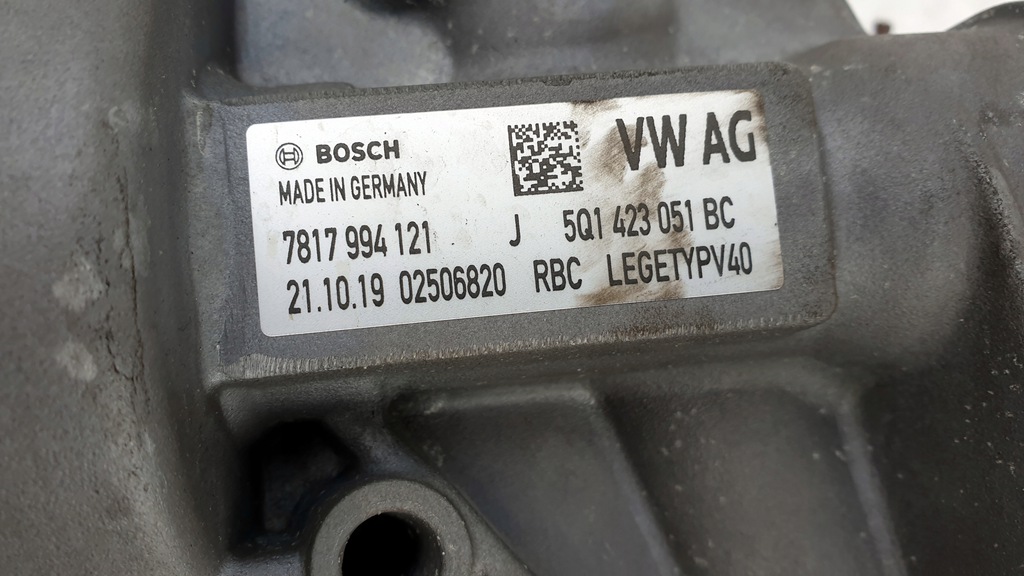 BOSCH
VW AG
MADE IN GERMANY
7817 994 121 J 5Q1 423 051 BC
21.10.19 02506820 RBC LEGETYPV40